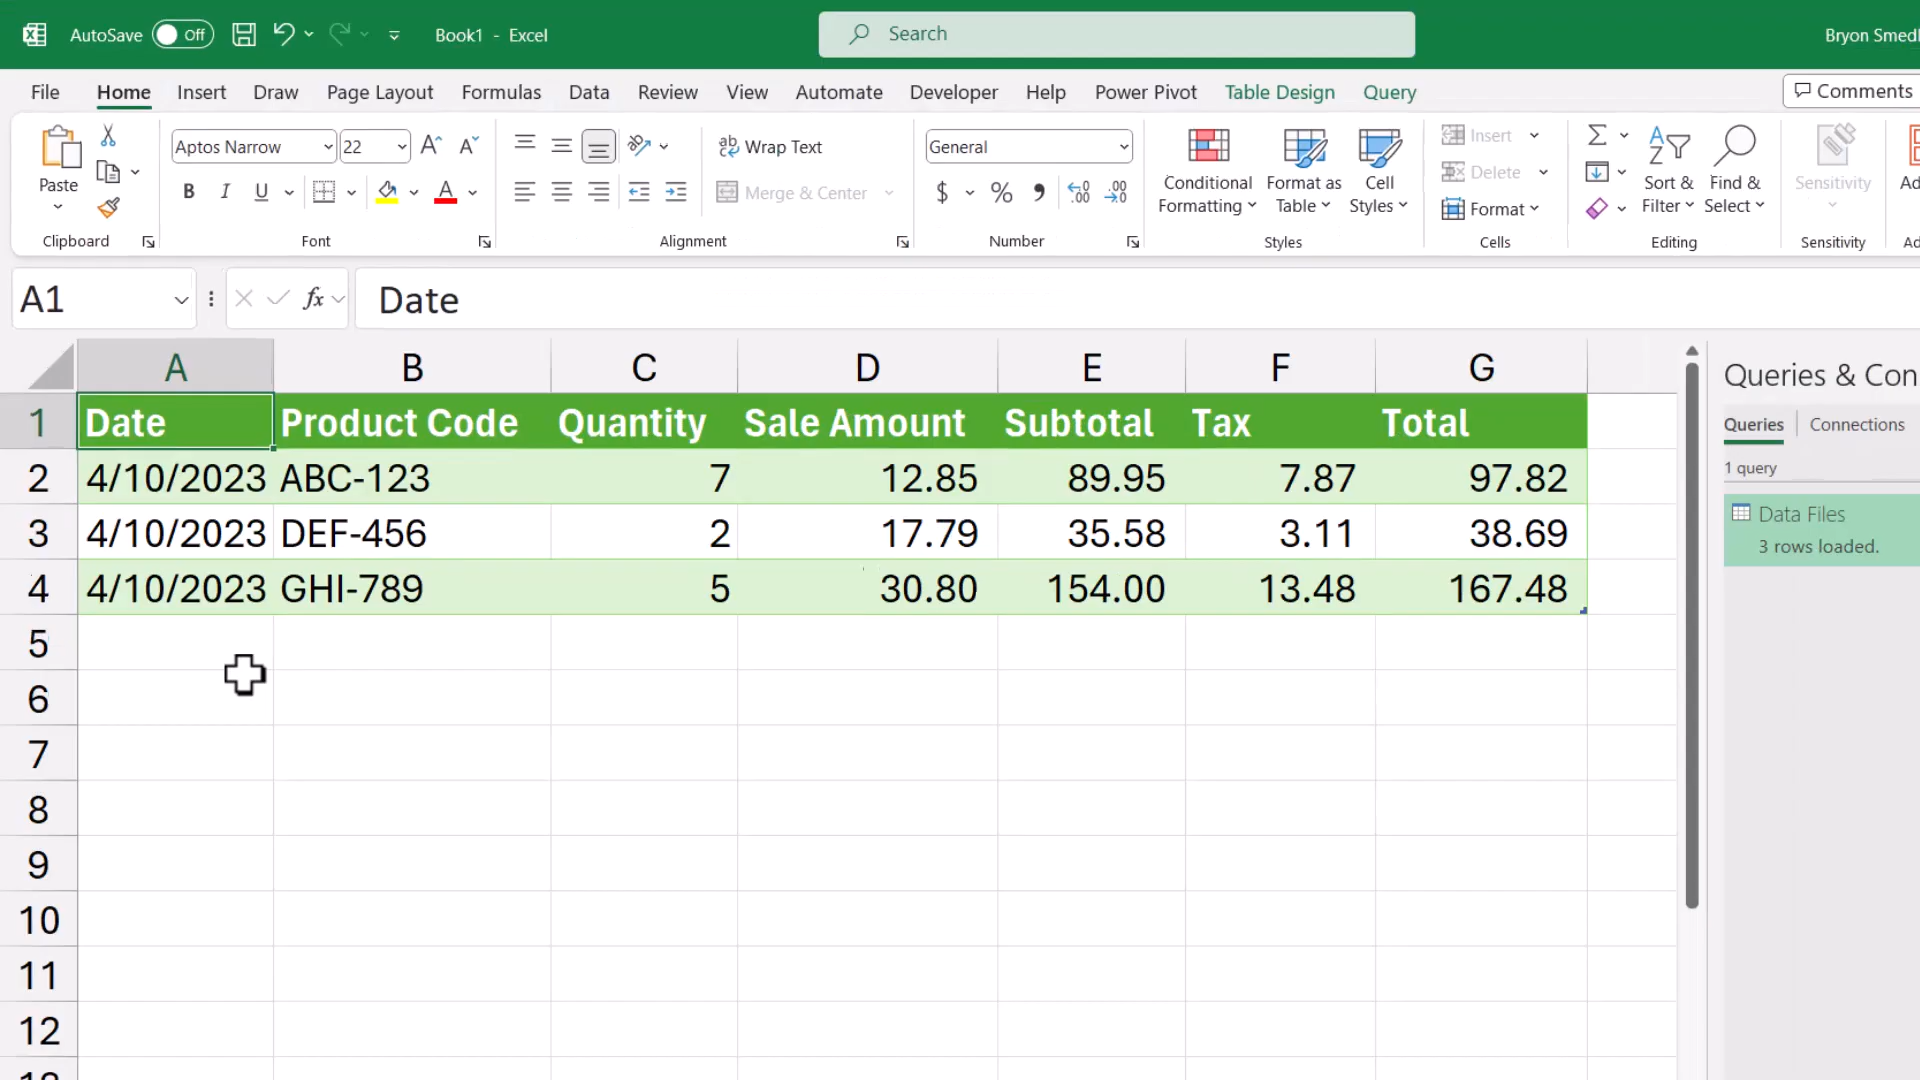 AutoSave Off Book1 - Excel Search Bryon Smedl
File Home Insert Draw Page Layout Formulas Data Review View Automate Developer Help Power Pivot Table Design Query Comments
Paste
Clipboard
Aptos Narrow 22
B I U A
Font
Wrap Text
Merge & Center
Alignment
General
$ % 9 .00
Number
Conditional Formatting
Format as Table
Cell Styles
Styles
Insert
Delete
Format
Cells
Sort & Filter
Find & Select
Editing
Sensitivity
Sensitivity
Ad
Ad
A1 fx Date
A B C D E F G
1 Date Product Code Quantity Sale Amount Subtotal Tax Total
2 4/10/2023 ABC-123 7 12.85 89.95 7.87 97.82
3 4/10/2023 DEF-456 2 17.79 35.58 3.11 38.69
4 4/10/2023 GHI-789 5 30.80 154.00 13.48 167.48
5
6
7
8
9
10
11
12
Queries & Con
Queries Connections
1 query
Data Files
3 rows loaded.